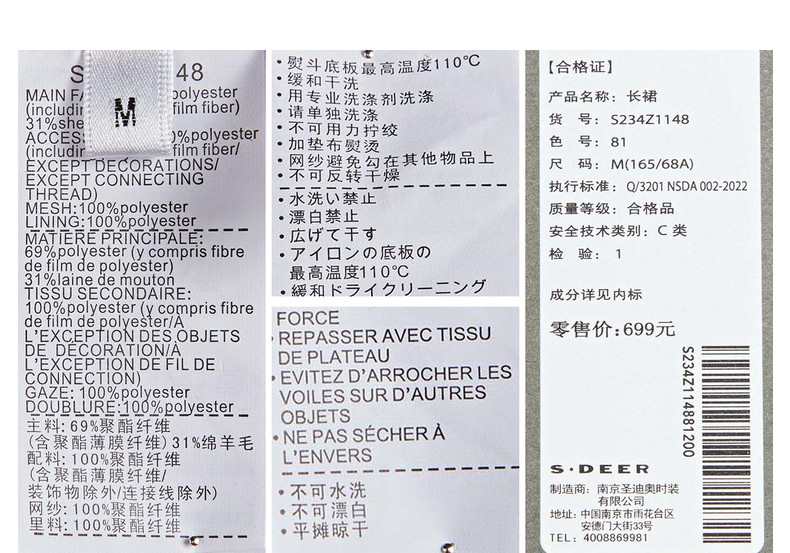 S 48
M
MAIN FA polyester
(includin film fiber)
31%she
ACCES 0%polyester
(includin film fiber/
EXCEPT DECORATIONS/
EXCEPT CONNECTING
THREAD)
MESH:100%polyester
LINING:100%polyester
MATIÈRE PRINCIPALE:
69%polyester (y compris fibre
de film de polyester)
31%laine de mouton
TISSU SECONDAIRE:
100%polyester (y compris fibre
de film de polyester/A
L'EXCEPTION DES OBJETS
DE DÉCORATION/A
L'EXCEPTION DE FIL DE
CONNECTION)
GAZE: 100%polyester
DOUBLURE:100%polyester
主料: 69%聚酯纤维
(含聚酯薄膜纤维) 31%绵羊毛
配料: 100%聚酯纤维
(含聚酯薄膜纤维/
装饰物除外/连接线除外)
网纱: 100%聚酯纤维
里料: 100%聚酯纤维
•熨斗底板最高温度110℃
•缓和干洗
•用专业洗涤剂洗涤
•请单独洗涤
•不可用力拧绞
•加垫布熨烫
•网纱避免勾在其他物品上
•不可反转干燥
•水洗い禁止
•漂白禁止
•広げて干す
•アイロンの底板の
最高温度110℃
•緩和ドライクリーニング
FORCE
•REPASSER AVEC TISSU
DE PLATEAU
•EVITEZ D'ARROCHER LES
VOILES SUR D'AUTRES
OBJETS
•NE PAS SÉCHER À
L'ENVERS
•不可水洗
•不可漂白
•平摊晾干
【合格证】
产品名称: 长裙
货 号: S234Z1148
色 号: 81
尺 码: M(165/68A)
执行标准: Q/3201 NSDA 002-2022
质量等级: 合格品
安全技术类别: C 类
检 验: 1
成分详见内标
零售价:699元
S234Z114881200
S·DEER
制造商: 南京圣迪奥时装
有限公司
地址: 中国南京市雨花台区
安德门大街33号
TEL: 4008869981